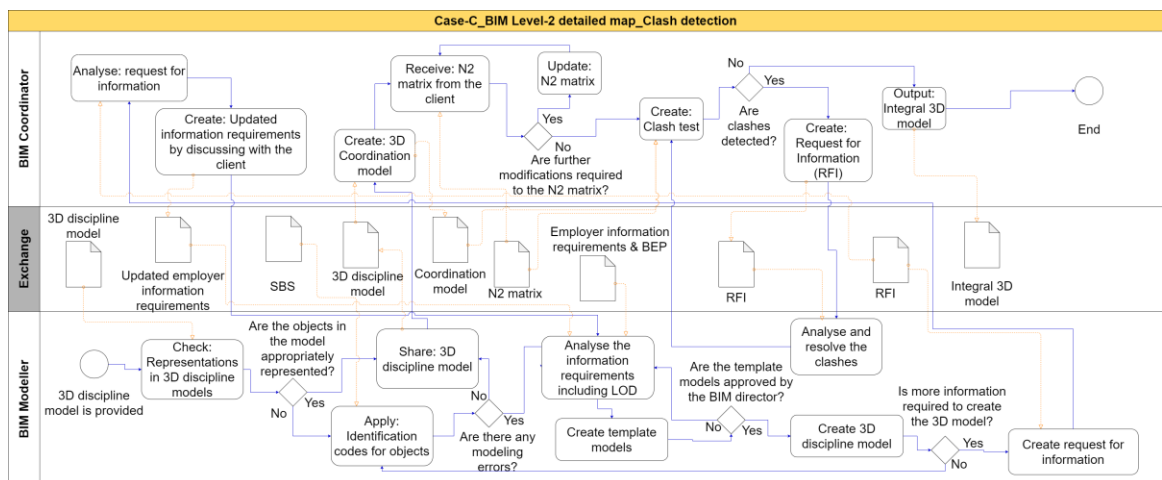 Case-C_BIM Level-2 detailed map_Clash detection
BIM Coordinator
Analyse: request for
information
Create: Updated
information requirements
by discussing with the
client
Create: 3D
Coordination
model
Receive: N2
matrix from the
client
Update:
N2 matrix
Yes
No
Are further
modifications required
to the N2 matrix?
Create:
Clash test
No
Yes
Are
clashes
detected?
Create:
Request for
Information
(RFI)
Output:
Integral 3D
model
End
Exchange
3D discipline
model
Updated employer
information
requirements
SBS
3D discipline
model
Coordination
model
N2 matrix
Employer information
requirements & BEP
RFI
RFI
Integral 3D
model
BIM Modeller
3D discipline
model is provided
Check:
Representations
in 3D discipline
models
Are the objects in
the model
appropriately
represented?
Yes
No
Share: 3D
discipline model
Apply:
Identification
codes for objects
No
Yes
Are there any
modeling
errors?
Analyse the
information
requirements
including LOD
Create template
models
Are the template
models approved by
the BIM director?
No
Yes
Analyse and
resolve the
clashes
Create 3D
discipline model
Is more information
required to create
the 3D model?
Yes
No
Create request for
information